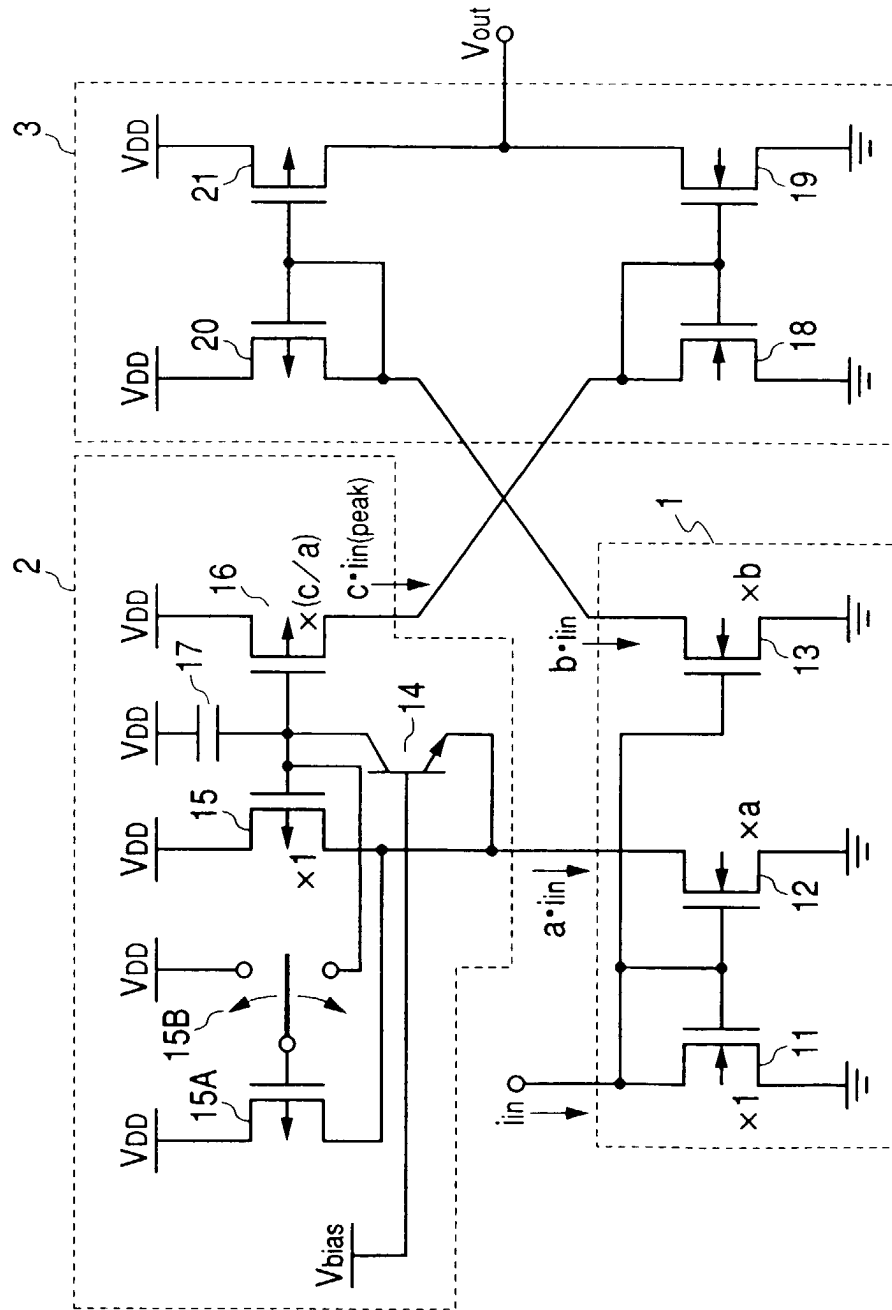 2
3
VDD
VDD
VDD
VDD
VDD
VDD
15A
15B
15
17
16
20
21
×1
×(c/a)
Vbias
14
c•Iin(peak)
Vout
a•Iin
b•Iin
1
Iin
×1
×a
×b
11
12
13
18
19